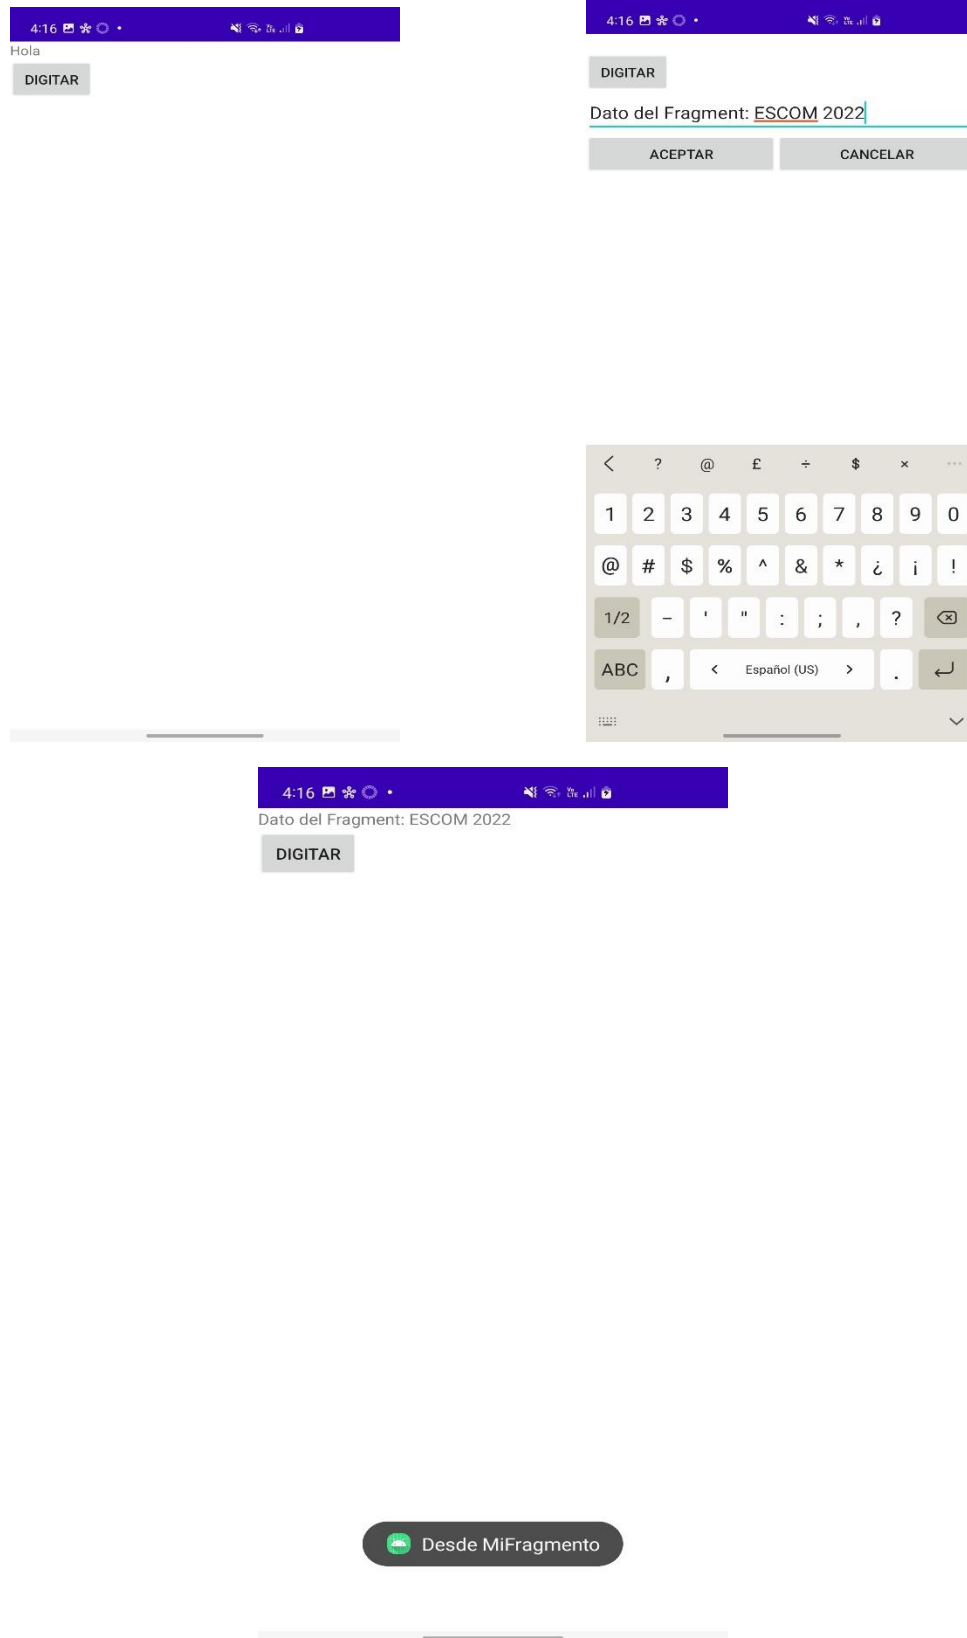 4:16
Hola
DIGITAR
4:16
DIGITAR
Dato del Fragment: ESCOM 2022
ACEPTAR CANCELAR
? @ £ ÷ $ × ...
1 2 3 4 5 6 7 8 9 0
@ # $ % ^ & * ¿ ¡ !
1/2 - ' " : ; , ?
ABC , < Español (US) > .
4:16
Dato del Fragment: ESCOM 2022
DIGITAR
Desde MiFragmento